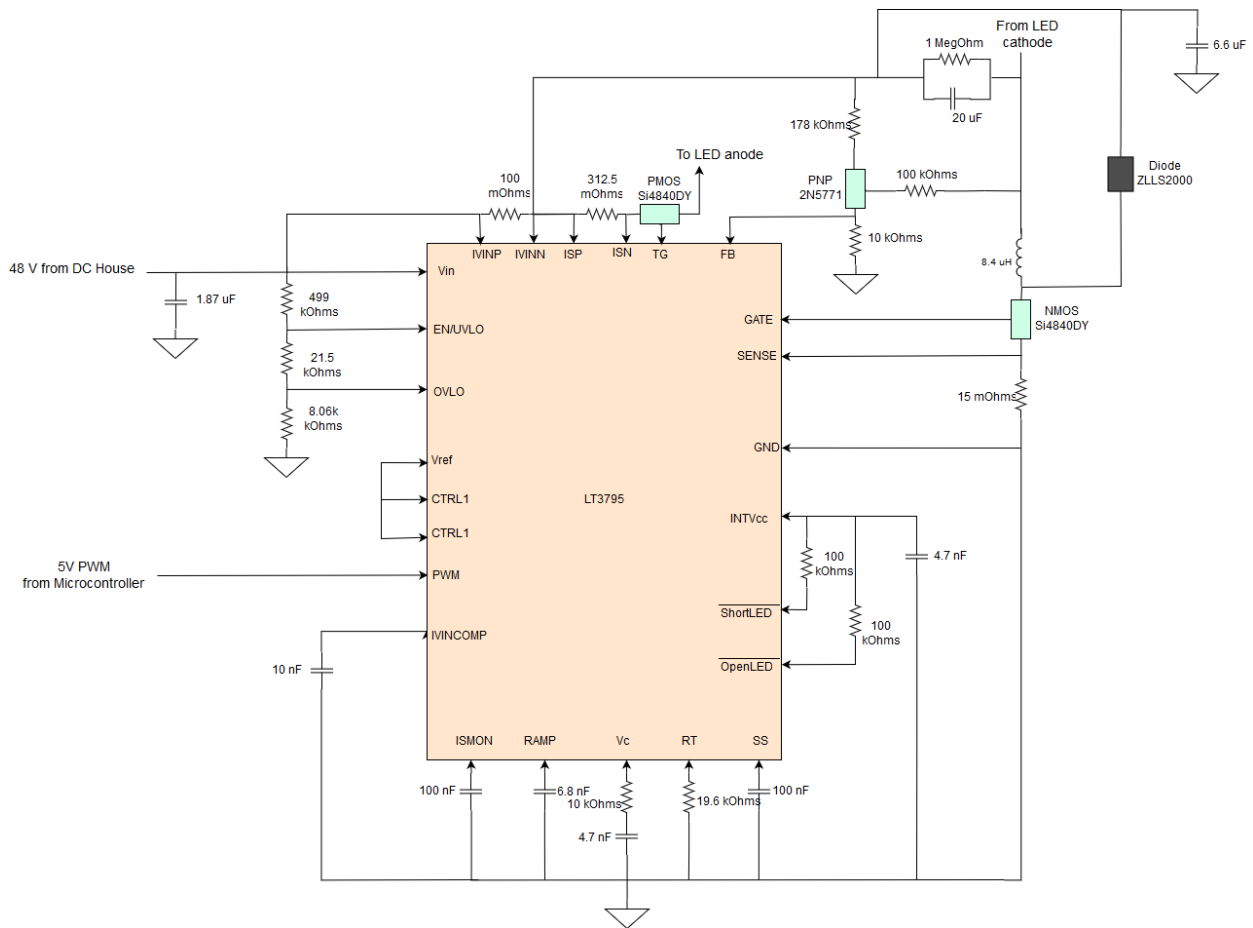 From LED
cathode
1 MegOhm
6.6 uF
20 uF
178 kOhms
To LED anode
Diode
ZLLS2000
100
mOhms
312.5
mOhms
PMOS
Si4840DY
PNP
2N5771
100 kOhms
10 kOhms
IVINP
IVINN
ISP
ISN
TG
FB
8.4 uH
48 V from DC House
Vin
1.87 uF
499
kOhms
GATE
NMOS
Si4840DY
EN/UVLO
SENSE
21.5
kOhms
OVLO
15 mOhms
8.06k
kOhms
GND
Vref
CTRL1
LT3795
INTVcc
CTRL1
100
kOhms
4.7 nF
5V PWM
from Microcontroller
PWM
ShortLED
100
kOhms
IVINCOMP
10 nF
OpenLED
ISMON
RAMP
Vc
RT
SS
100 nF
6.8 nF
10 kOhms
19.6 kOhms
100 nF
4.7 nF